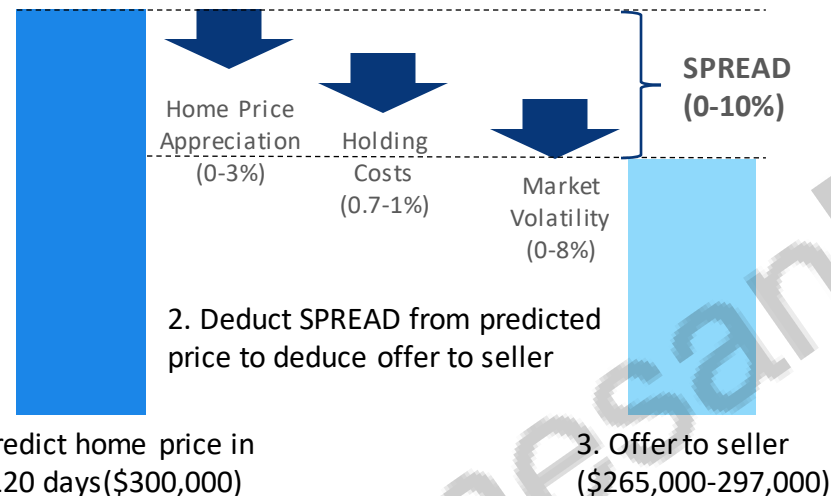 SPREAD
(0-10%)
Home Price
Appreciation
(0-3%)
Holding
Costs
(0.7-1%)
Market
Volatility
(0-8%)
2. Deduct SPREAD from predicted
price to deduce offer to seller
redict home price in
120 days($300,000)
3. Offer to seller
($265,000-297,000)